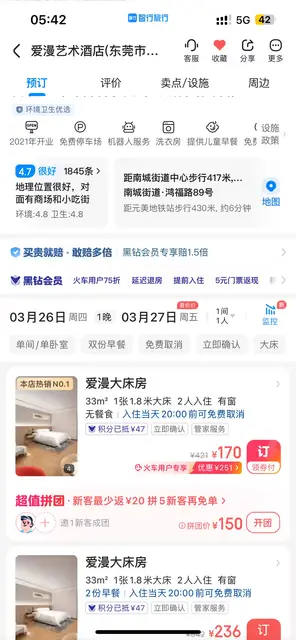 05:42
智行旅行
5G
42
爱漫艺术酒店(东莞市...
客服
收藏
分享
更多
预订
评价
卖点/设施
周边
环境卫生优选
2021年开业
免费停车场
机器人服务
洗衣房
提供儿童早餐
设施
政策
4.7 很好 1845条
地理位置很好，对
面有商场和小吃街
环境:4.8 卫生:4.8
距南城街道中心步行417米,...
南城街道·鸿福路89号
距元美地铁站步行430米, 约6分钟
地图
买贵就赔·敢赔多倍
黑钻会员专享赔1.5倍
黑钻会员
火车用户75折
延迟退房
提前入住
5元门票返现
最低价
新
03月26日 周四
1晚
03月27日 周五
1间
1人
监控
单间/单卧室
双份早餐
免费取消
立即确认
大床
本店热销NO.1
爱漫大床房
33m² 1张1.8米大床 2人入住 有窗
无餐食 | 入住当天20:00前可免费取消
积分已抵¥47
立即确认
管家服务
¥421 ¥170
订
领券付
火车用户专享
优惠¥251
4
超值拼团·新客最少返¥20 拼5新客再免单
邀1新客成团
拼团价 ¥150
开团
爱漫大床房
33m² 1张1.8米大床 2人入住 有窗
2份早餐 | 入住当天20:00前可免费取消
积分已抵¥47
立即确认
管家服务
¥236
订